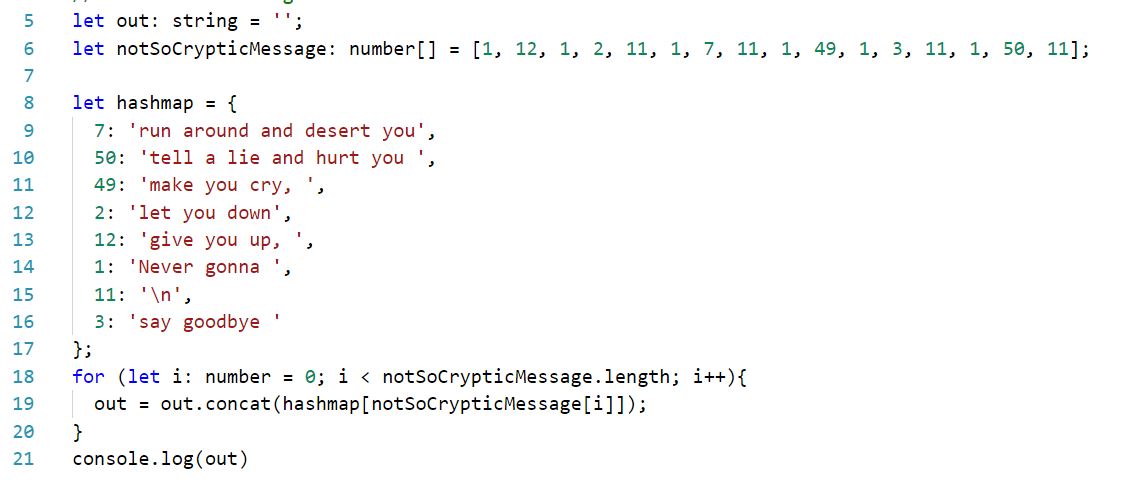 5 let out: string = '';
6 let notSoCrypticMessage: number[] = [1, 12, 1, 2, 11, 1, 7, 11, 1, 49, 1, 3, 11, 1, 50, 11];
7
8 let hashmap = {
9 7: 'run around and desert you',
10 50: 'tell a lie and hurt you ',
11 49: 'make you cry, ',
12 2: 'let you down',
13 12: 'give you up, ',
14 1: 'Never gonna ',
15 11: '\n',
16 3: 'say goodbye '
17 };
18 for (let i: number = 0; i < notSoCrypticMessage.length; i++){
19 out = out.concat(hashmap[notSoCrypticMessage[i]]);
20 }
21 console.log(out)